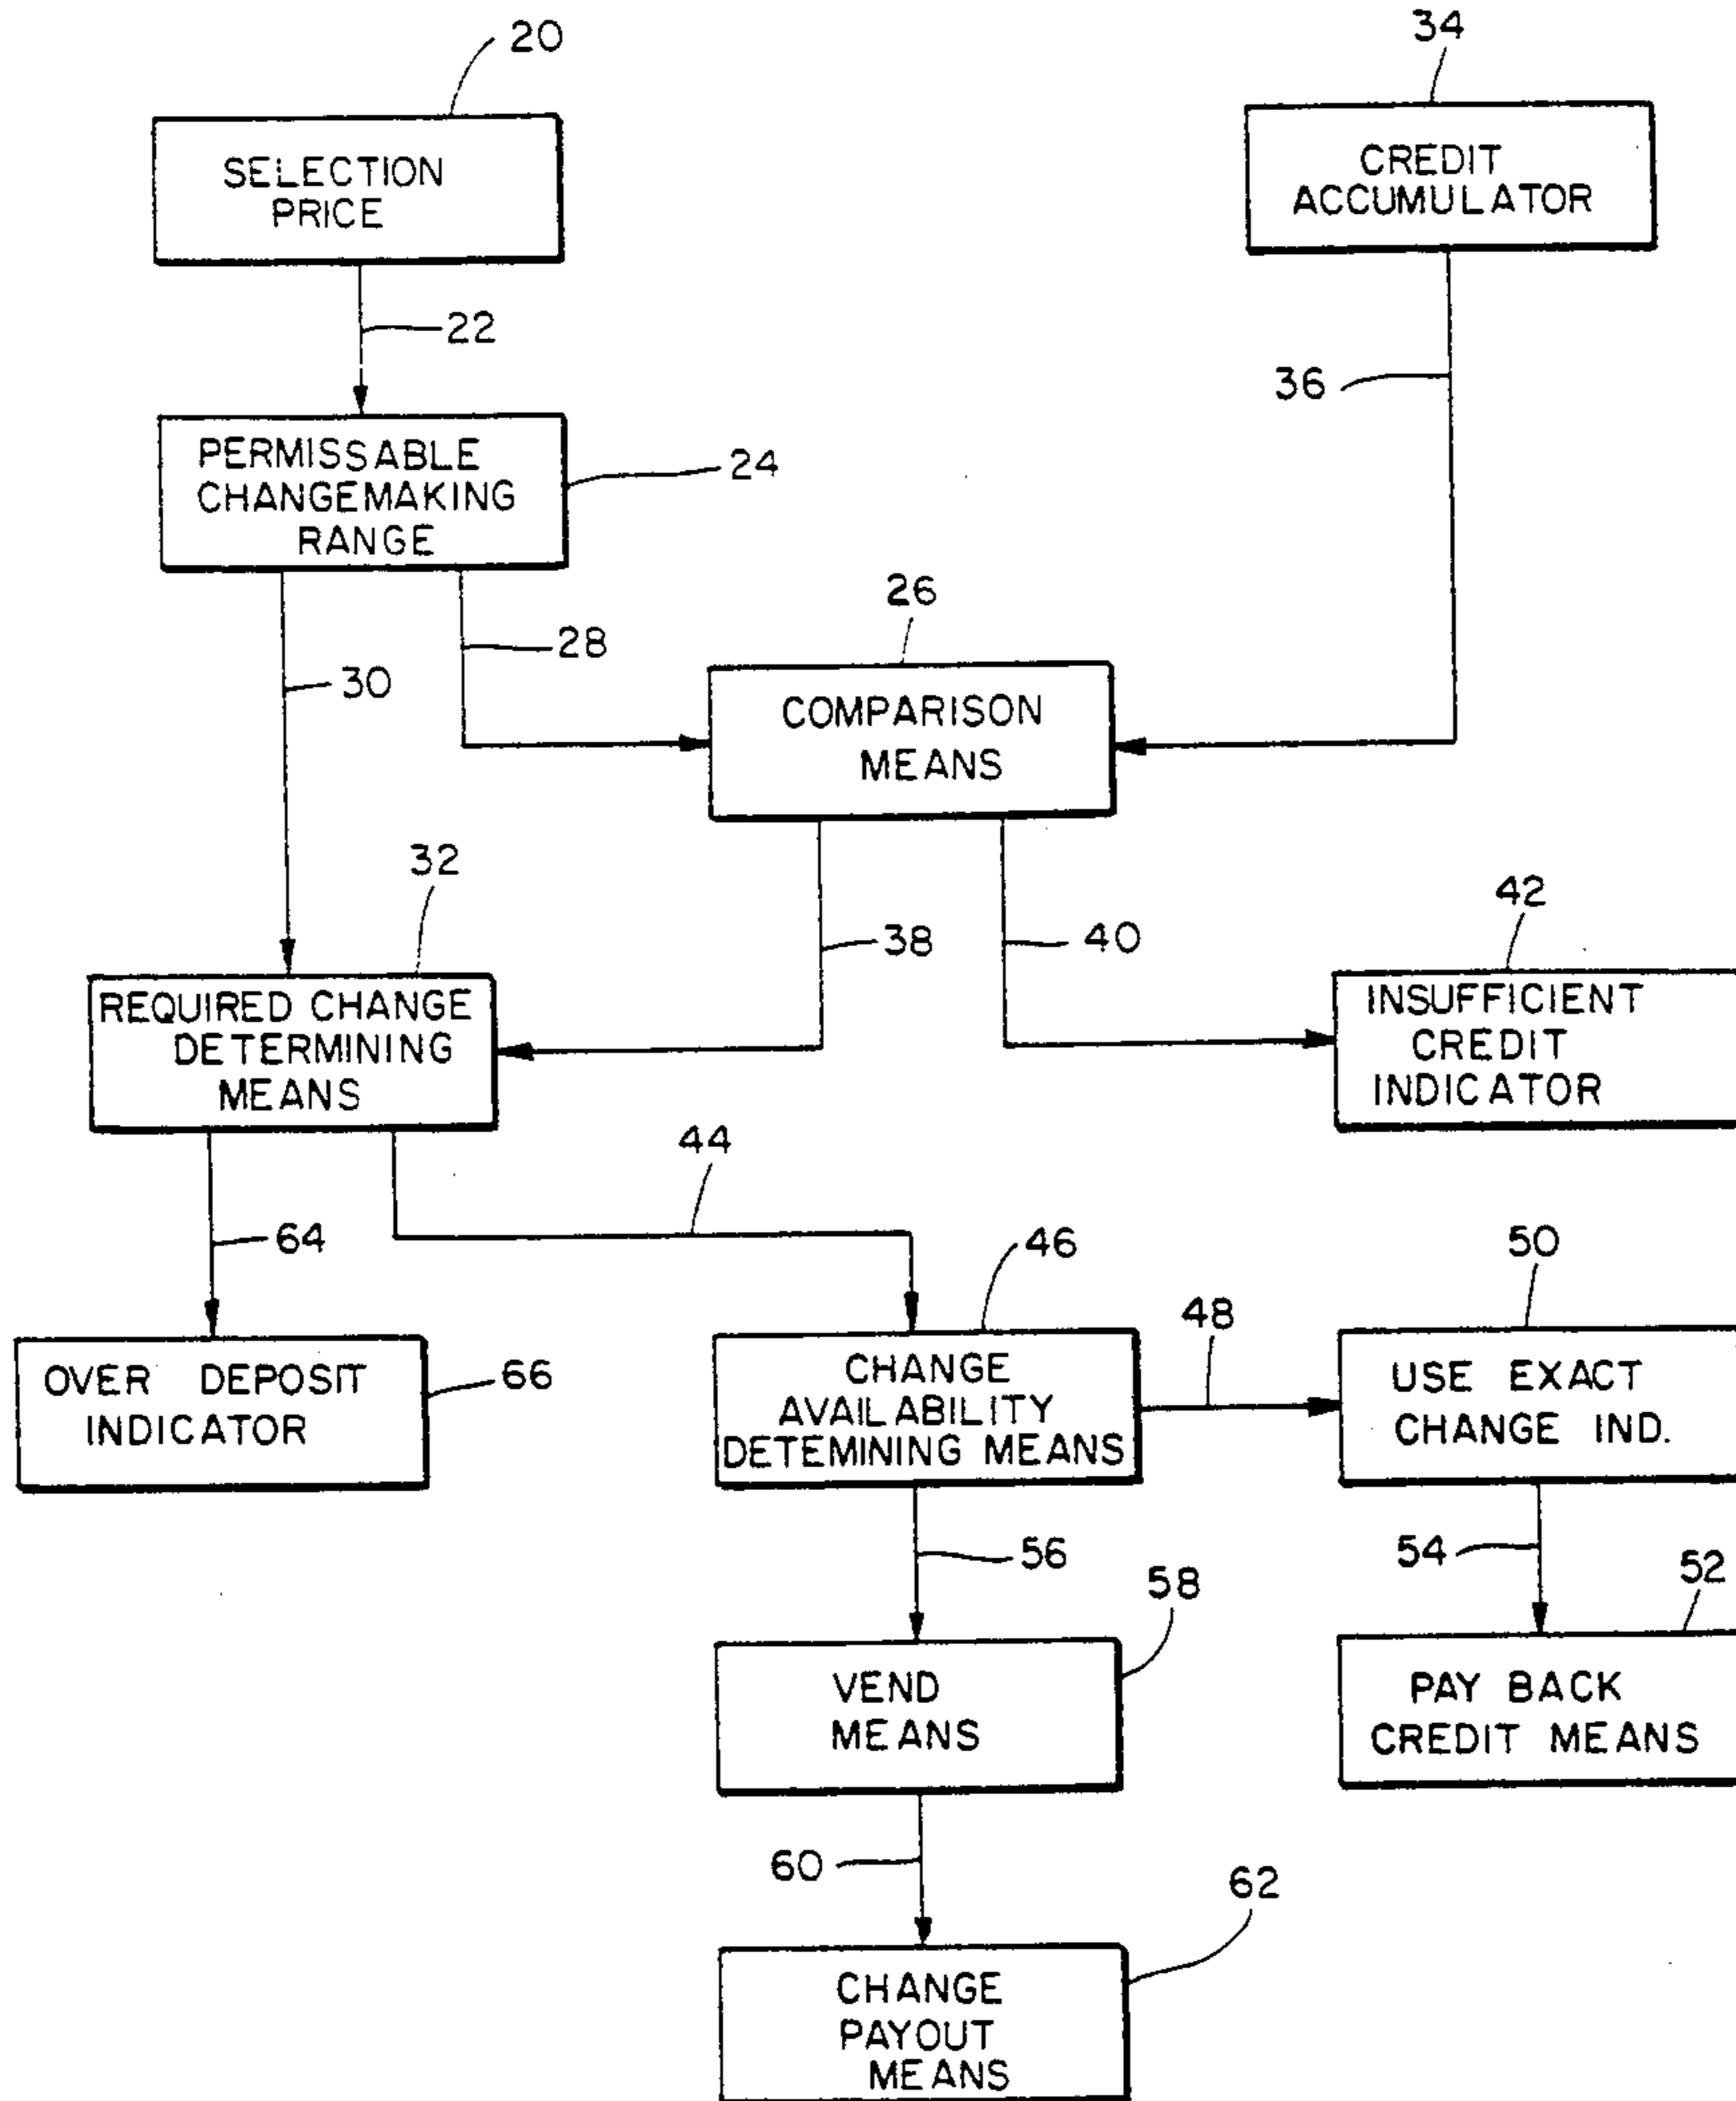 20
34
SELECTION
PRICE
CREDIT
ACCUMULATOR
22
36
PERMISSABLE
CHANGEMAKING
RANGE
24
26
28
30
COMPARISON
MEANS
32
38
40
42
REQUIRED CHANGE
DETERMINING
MEANS
INSUFFICIENT
CREDIT
INDICATOR
44
64
46
50
48
OVER DEPOSIT
INDICATOR
66
CHANGE
AVAILABILITY
DETEMINING MEANS
USE EXACT
CHANGE IND.
56
54
52
58
VEND
MEANS
PAY BACK
CREDIT MEANS
60
62
CHANGE
PAYOUT
MEANS